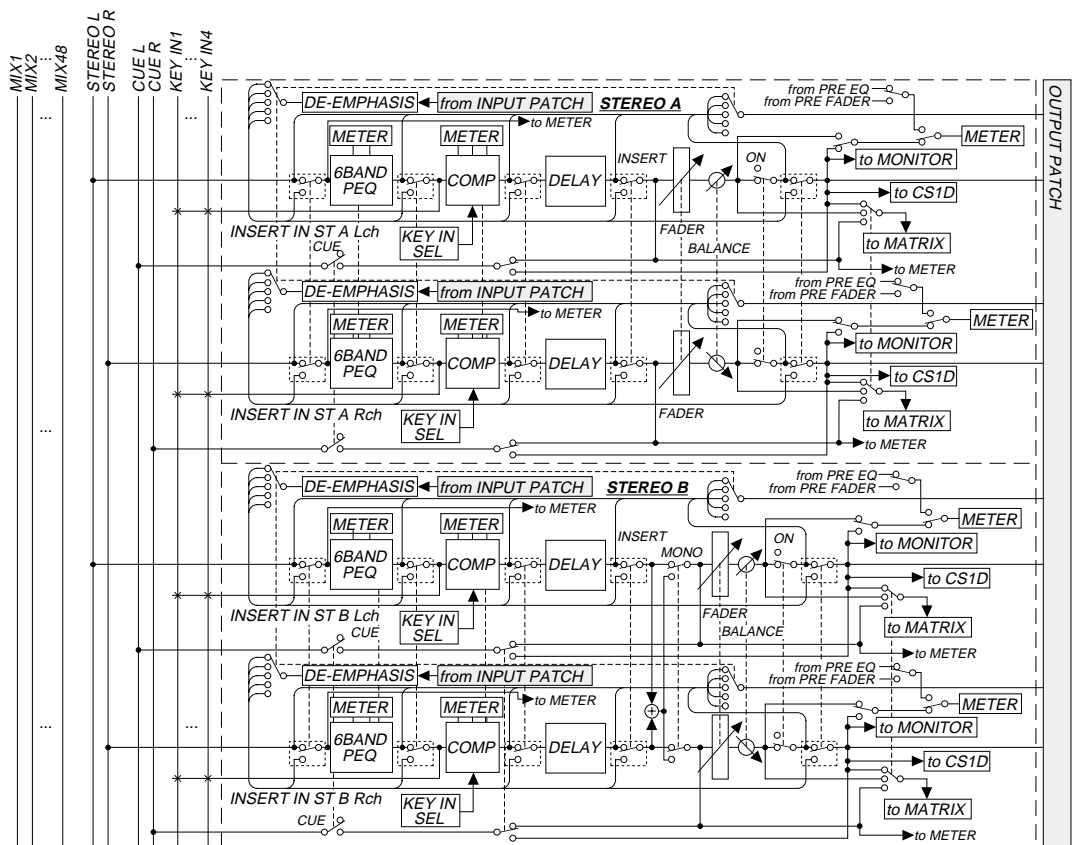 MIX1
MIX2
...
MIX48
STEREO L
STEREO R
CUE L
CUE R
KEY IN1
...
KEY IN4
OUTPUT PATCH
...
...
DE-EMPHASIS
from INPUT PATCH
STEREO A
from PRE EQ
from PRE FADER
to METER
METER
METER
METER
6BAND PEQ
COMP
DELAY
INSERT
ON
to MONITOR
to CS1D
INSERT IN ST A Lch
KEY IN SEL
FADER
BALANCE
to MATRIX
CUE
to METER
DE-EMPHASIS
from INPUT PATCH
from PRE EQ
from PRE FADER
to METER
METER
METER
METER
6BAND PEQ
COMP
DELAY
to MONITOR
to CS1D
INSERT IN ST A Rch
KEY IN SEL
FADER
to MATRIX
...
to METER
DE-EMPHASIS
from INPUT PATCH
STEREO B
from PRE EQ
from PRE FADER
to METER
METER
METER
METER
6BAND PEQ
COMP
DELAY
INSERT
MONO
ON
to MONITOR
to CS1D
INSERT IN ST B Lch
KEY IN SEL
FADER
BALANCE
to MATRIX
CUE
to METER
DE-EMPHASIS
from INPUT PATCH
from PRE EQ
from PRE FADER
to METER
METER
METER
METER
...
...
6BAND PEQ
COMP
DELAY
to MONITOR
to CS1D
INSERT IN ST B Rch
KEY IN SEL
to MATRIX
CUE
to METER